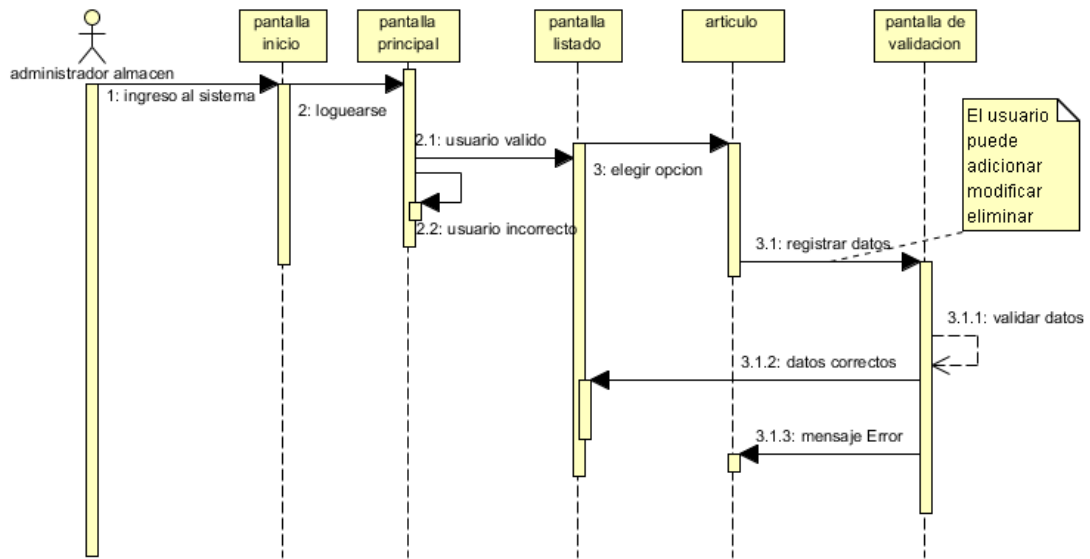 pantalla
inicio
pantalla
principal
pantalla
listado
articulo
pantalla de
validacion
administrador almacen
1: ingreso al sistema
2: loguearse
2.1: usuario valido
3: elegir opcion
2.2: usuario incorrecto
El usuario
puede
adicionar
modificar
eliminar
3.1: registrar datos
3.1.1: validar datos
3.1.2: datos correctos
3.1.3: mensaje Error